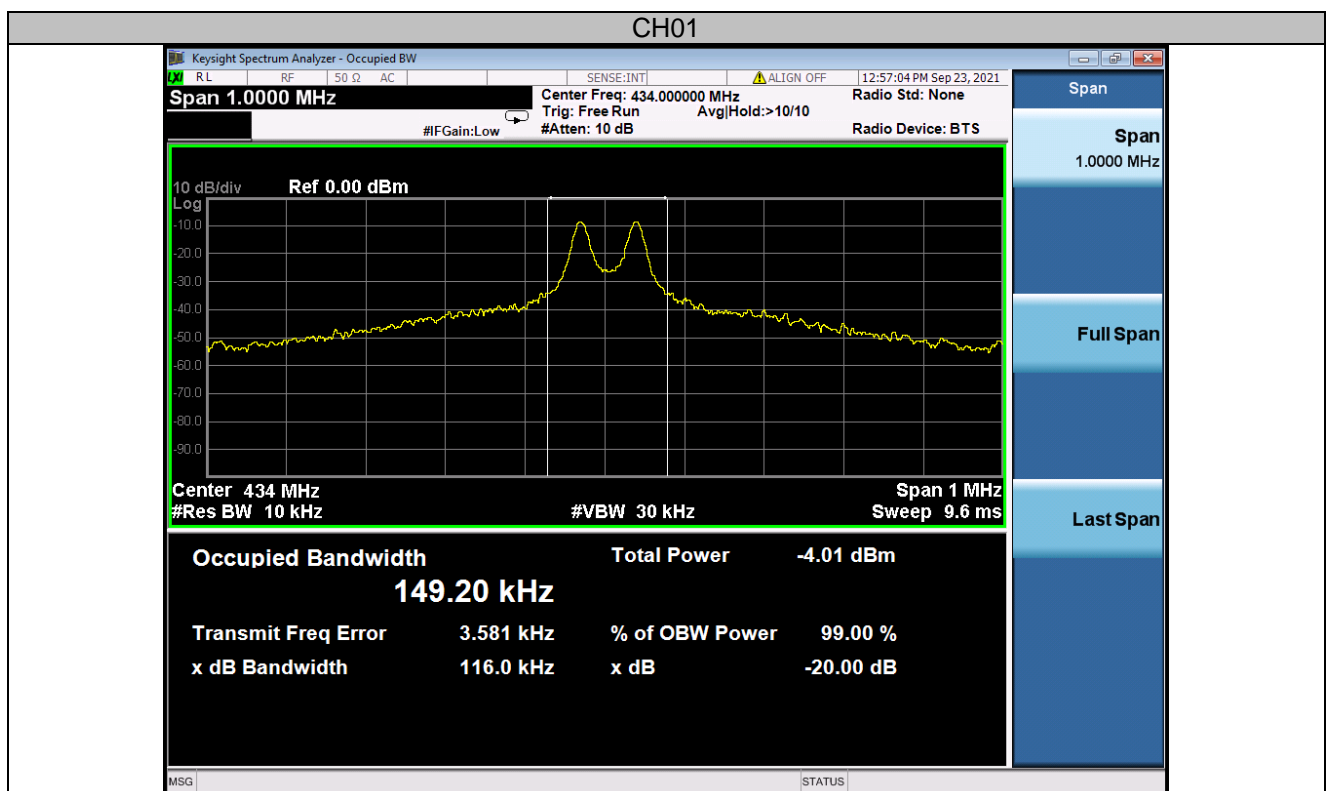 CH01
Keysight Spectrum Analyzer - Occupied BW
LXI RL RF 50 Ω AC SENSE:INT ALIGN OFF 12:57:04 PM Sep 23, 2021
Span 1.0000 MHz
Center Freq: 434.000000 MHz Radio Std: None
Trig: Free Run Avg|Hold:>10/10
#IFGain:Low #Atten: 10 dB Radio Device: BTS
10 dB/div Ref 0.00 dBm
Log
-10.0
-20.0
-30.0
-40.0
-50.0
-60.0
-70.0
-80.0
-90.0
Center 434 MHz Span 1 MHz
#Res BW 10 kHz #VBW 30 kHz Sweep 9.6 ms
Occupied Bandwidth Total Power -4.01 dBm
149.20 kHz
Transmit Freq Error 3.581 kHz % of OBW Power 99.00 %
x dB Bandwidth 116.0 kHz x dB -20.00 dB
MSG STATUS
Span
Span
1.0000 MHz
Full Span
Last Span